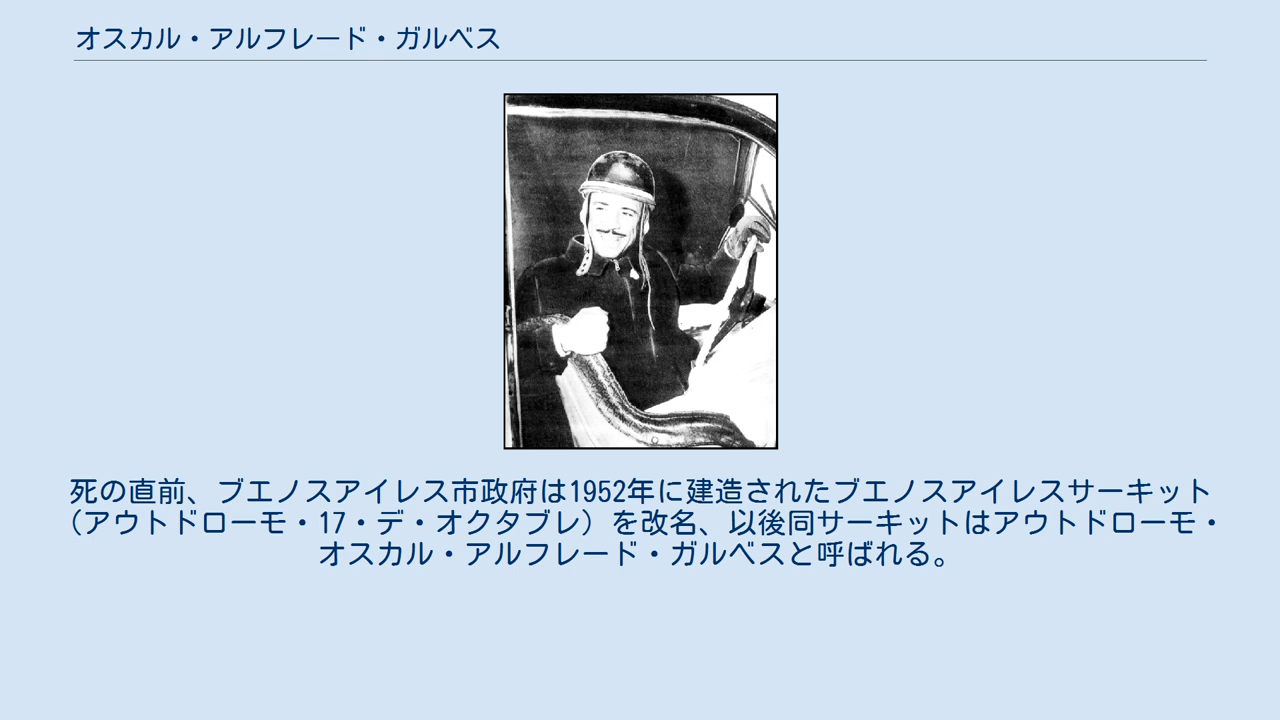 オスカル・アルフレード・ガルベス
死の直前、ブエノスアイレス市政府は1952年に建造されたブエノスアイレスサーキット
（アウトドローモ・17・デ・オクタブレ）を改名、以後同サーキットはアウトドローモ・
オスカル・アルフレード・ガルベスと呼ばれる。